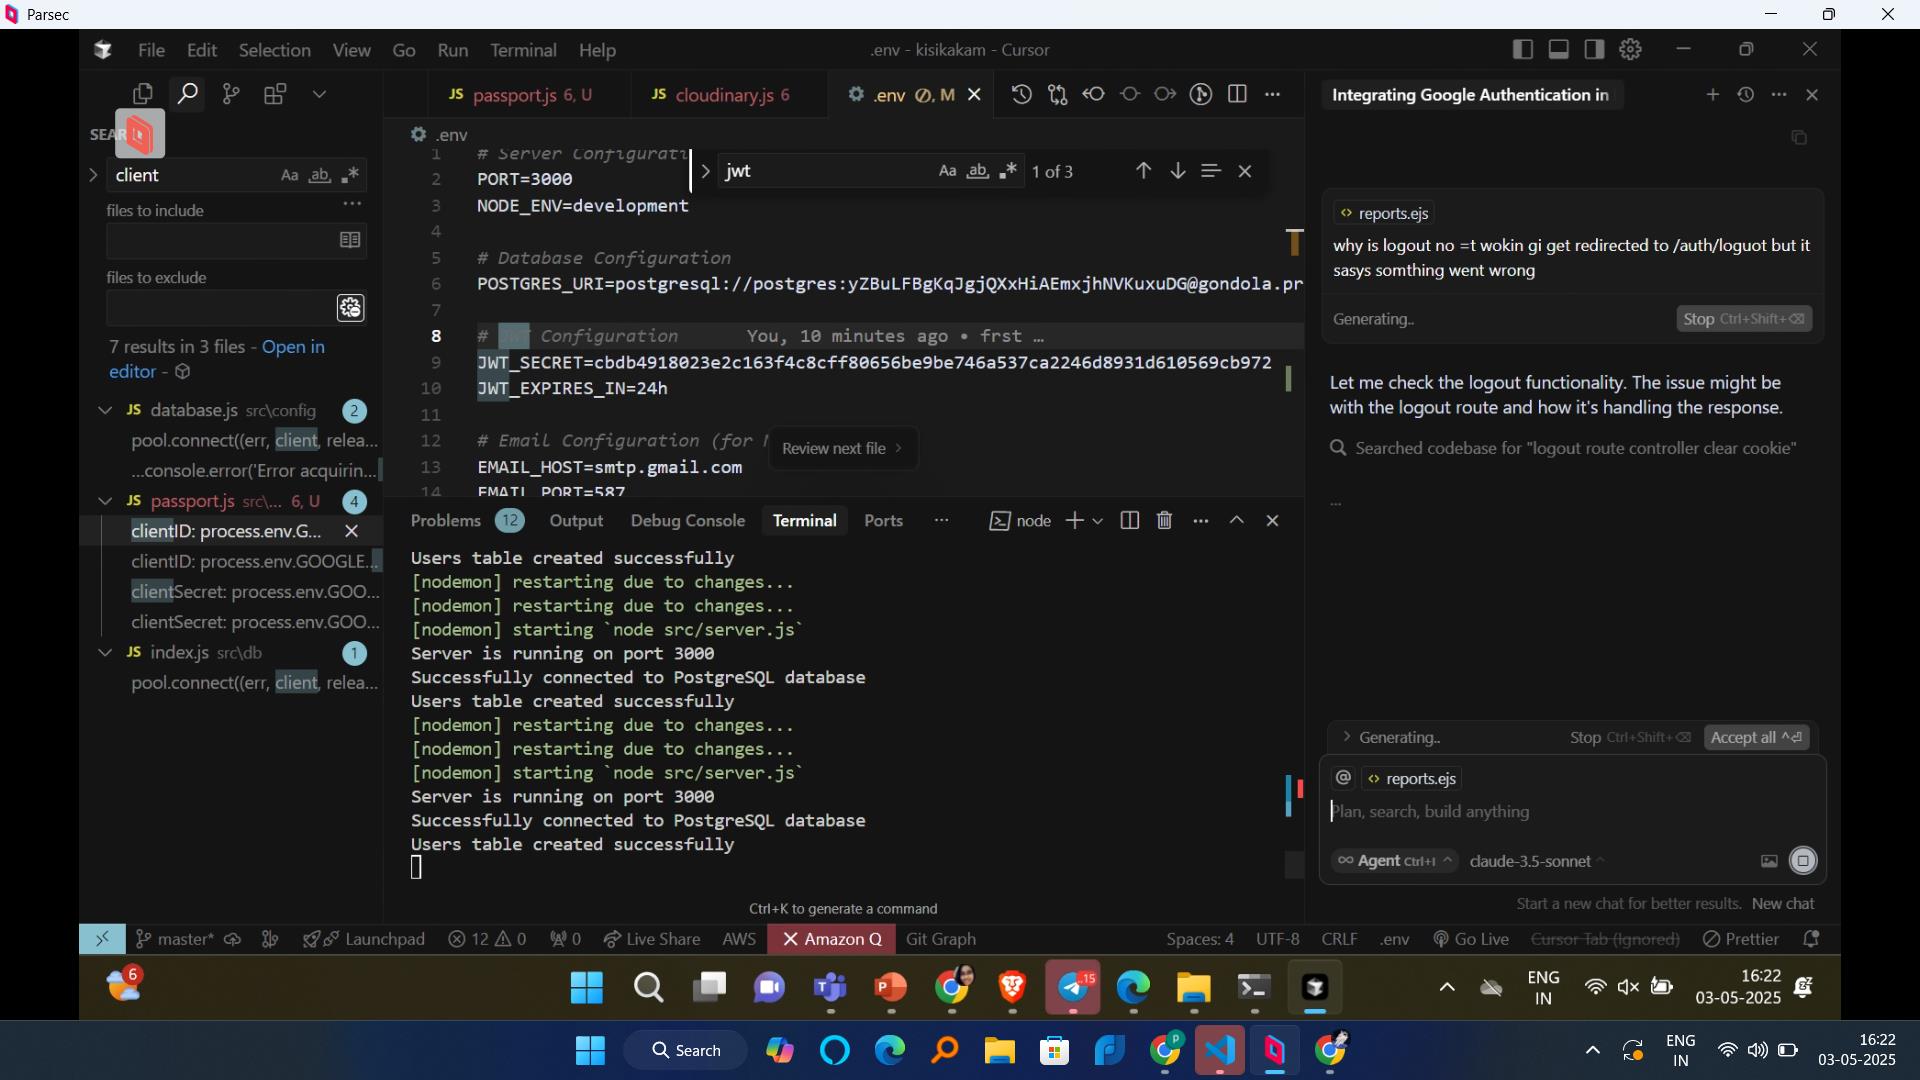 Parsec
File Edit Selection View Go Run Terminal Help
.env - kisikakam - Cursor
JS passport.js 6, U
JS cloudinary.js 6
.env M
Integrating Google Authentication in
SEAR
.env
client
Aa ab
files to include
files to exclude
7 results in 3 files - Open in
editor -
JS database.js src\config 2
pool.connect((err, client, relea...
...console.error('Error acquirin...
JS passport.js src\... 6, U 4
clientID: process.env.G...
clientID: process.env.GOOGLE...
clientSecret: process.env.GOO...
clientSecret: process.env.GOO...
JS index.js src\db 1
pool.connect((err, client, relea...
jwt Aa ab 1 of 3
1 # Server Configurati
2 PORT=3000
3 NODE_ENV=development
4
5 # Database Configuration
6 POSTGRES_URI=postgresql://postgres:yZBuLFBgKqJgjQXxHiAEmxjhNVKuxuDG@gondola.pr
7
8 # JWT Configuration You, 10 minutes ago • frst …
9 JWT_SECRET=cbdb4918023e2c163f4c8cff80656be9be746a537ca2246d8931d610569cb972
10 JWT_EXPIRES_IN=24h
11
12 # Email Configuration (for
13 EMAIL_HOST=smtp.gmail.com
14 EMAIL_PORT=587
Review next file
Problems 12 Output Debug Console Terminal Ports ... node
Users table created successfully
[nodemon] restarting due to changes...
[nodemon] restarting due to changes...
[nodemon] starting `node src/server.js`
Server is running on port 3000
Successfully connected to PostgreSQL database
Users table created successfully
[nodemon] restarting due to changes...
[nodemon] restarting due to changes...
[nodemon] starting `node src/server.js`
Server is running on port 3000
Successfully connected to PostgreSQL database
Users table created successfully
Ctrl+K to generate a command
reports.ejs
why is logout no =t wokin gi get redirected to /auth/loguot but it
sasys somthing went wrong
Generating.. Stop Ctrl+Shift+⌫
Let me check the logout functionality. The issue might be
with the logout route and how it's handling the response.
Searched codebase for "logout route controller clear cookie"
...
Generating.. Stop Ctrl+Shift+⌫ Accept all ^⏎
@ reports.ejs
Plan, search, build anything
∞ Agent Ctrl+I claude-3.5-sonnet
Start a new chat for better results. New chat
master* Launchpad 12 0 0 Live Share AWS Amazon Q Git Graph
Spaces: 4 UTF-8 CRLF .env Go Live Cursor Tab (Ignored) Prettier
6
15
ENG
IN
16:22
03-05-2025
Search
ENG
IN
16:22
03-05-2025